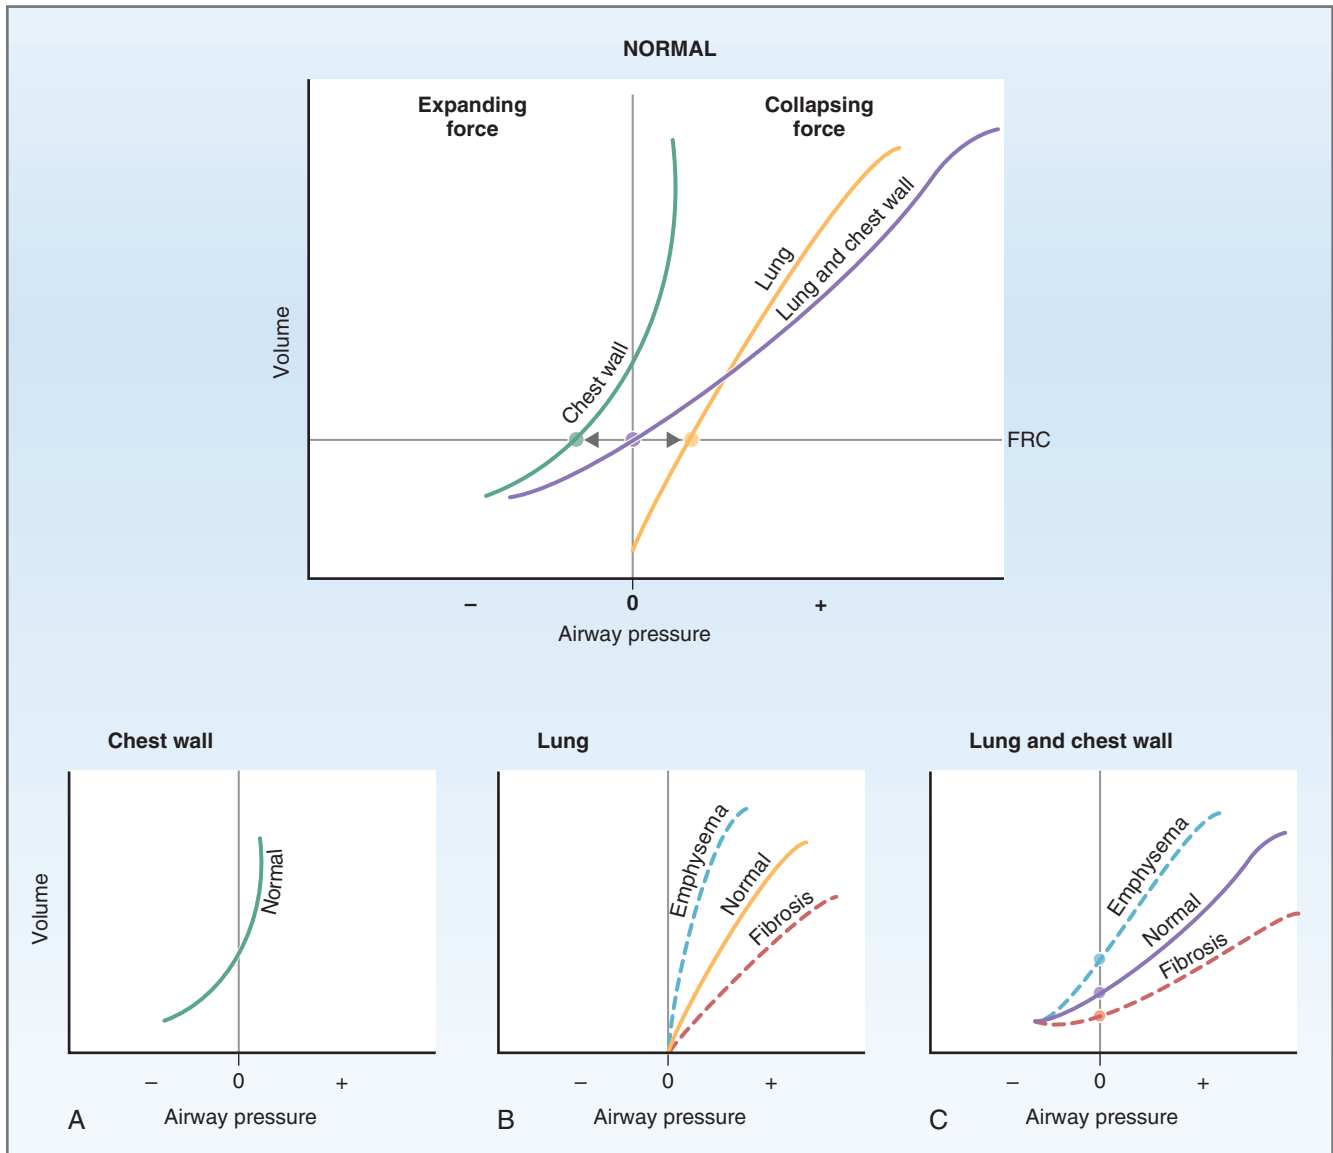 NORMAL
Expanding
force
Collapsing
force
Volume
Chest wall
Lung
Lung and chest wall
FRC
–
0
+
Airway pressure
Chest wall
Volume
Normal
–
0
+
A
Airway pressure
Lung
Emphysema
Normal
Fibrosis
–
0
+
B
Airway pressure
Lung and chest wall
Emphysema
Normal
Fibrosis
–
0
+
C
Airway pressure